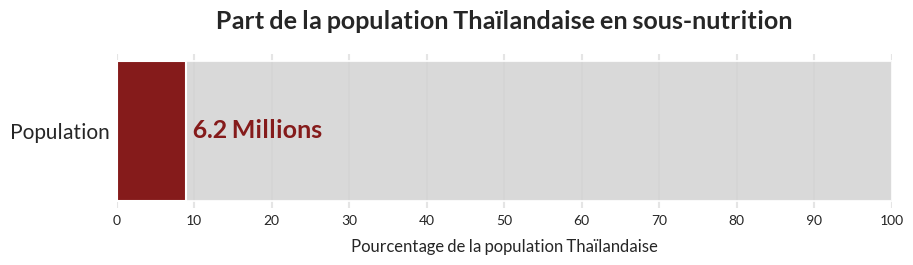 Part de la population Thaïlandaise en sous-nutrition
Population
6.2 Millions
0 10 20 30 40 50 60 70 80 90 100
Pourcentage de la population Thaïlandaise